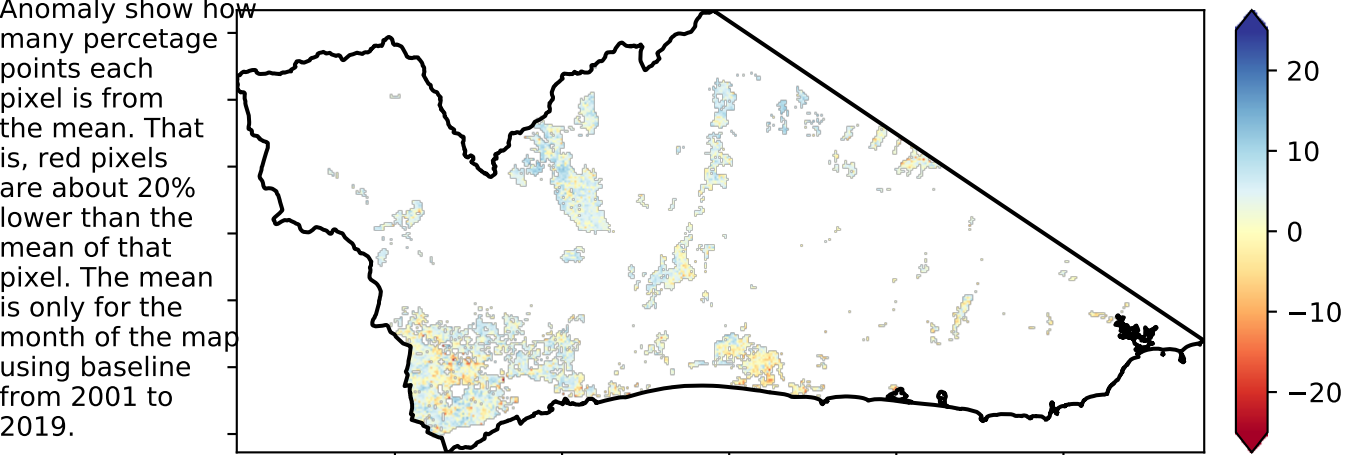 Anomaly show how
many percetage
points each
pixel is from
the mean. That
is, red pixels
are about 20%
lower than the
mean of that
pixel. The mean
is only for the
month of the map
using baseline
from 2001 to
2019.
20
10
0
−10
−20